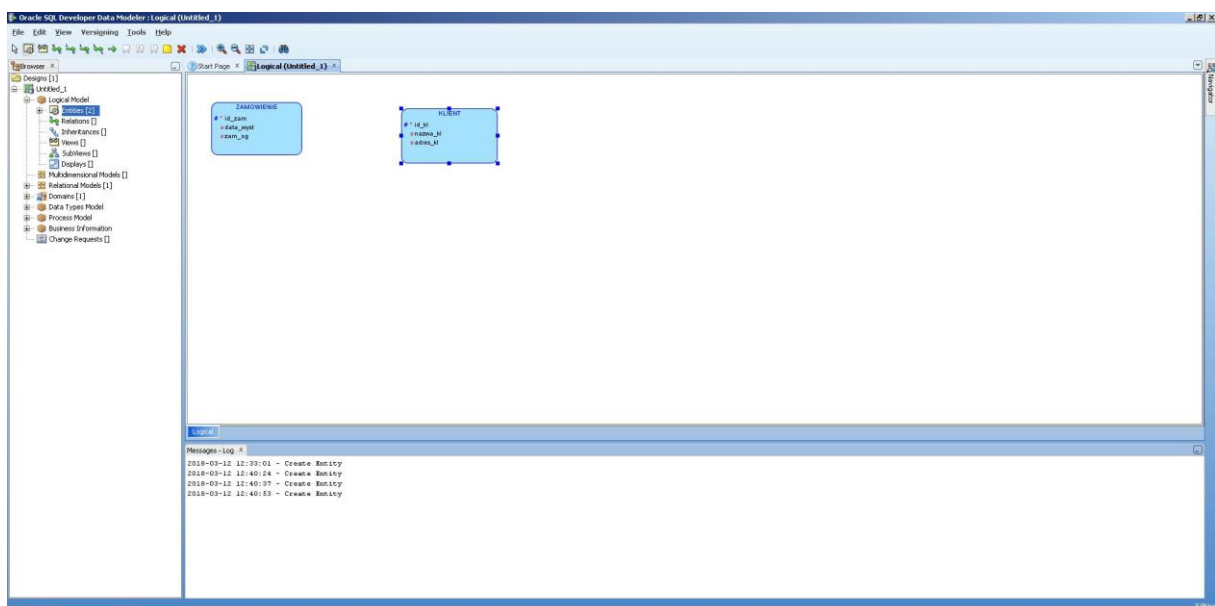 Oracle SQL Developer Data Modeler : Logical (Untitled_1)
File Edit View Versigning Tools Help
Browser
Start Page
Logical (Untitled_1)
Navigator
Designs [1]
Untitled_1
Logical Model
Entities [2]
Relations []
Inheritances []
Views []
SubViews []
Displays []
Multidimensional Models []
Relational Models [1]
Domains [1]
Data Types Model
Process Model
Business Information
Change Requests []
ZAMOWIENIE
# * id_zam
o data_wyst
o zam_sg
KLIENT
# * id_kl
o nazwa_kl
o adres_kl
Logical
Messages - Log
2018-03-12 12:33:01 - Create Entity
2018-03-12 12:40:24 - Create Entity
2018-03-12 12:40:37 - Create Entity
2018-03-12 12:40:53 - Create Entity